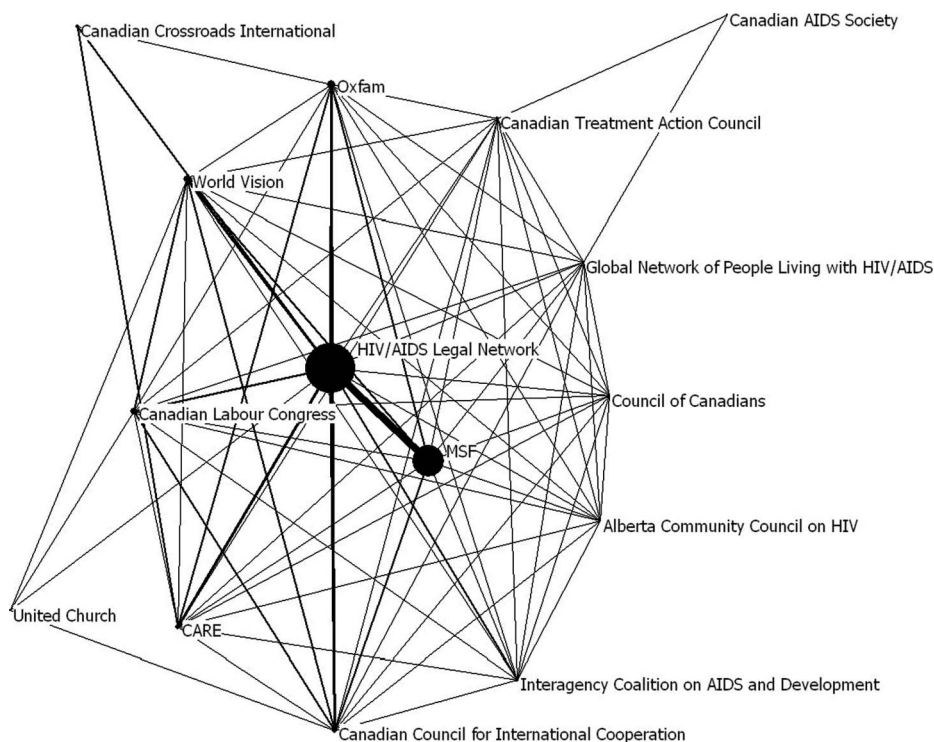 Canadian AIDS Society
Canadian Crossroads International
Oxfam
Canadian Treatment Action Council
World Vision
Global Network of People Living with HIV/AIDS
HIV/AIDS Legal Network
Council of Canadians
Canadian Labour Congress
MSF
Alberta Community Council on HIV
United Church
CARE
Interagency Coalition on AIDS and Development
Canadian Council for International Cooperation